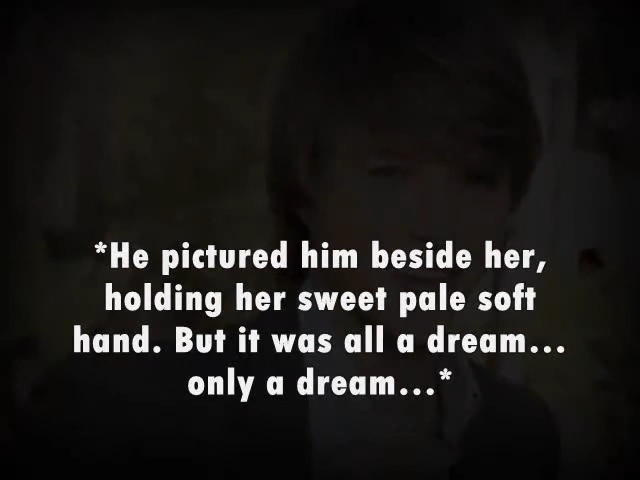 *He pictured him beside her,
holding her sweet pale soft
hand. But it was all a dream...
only a dream...*